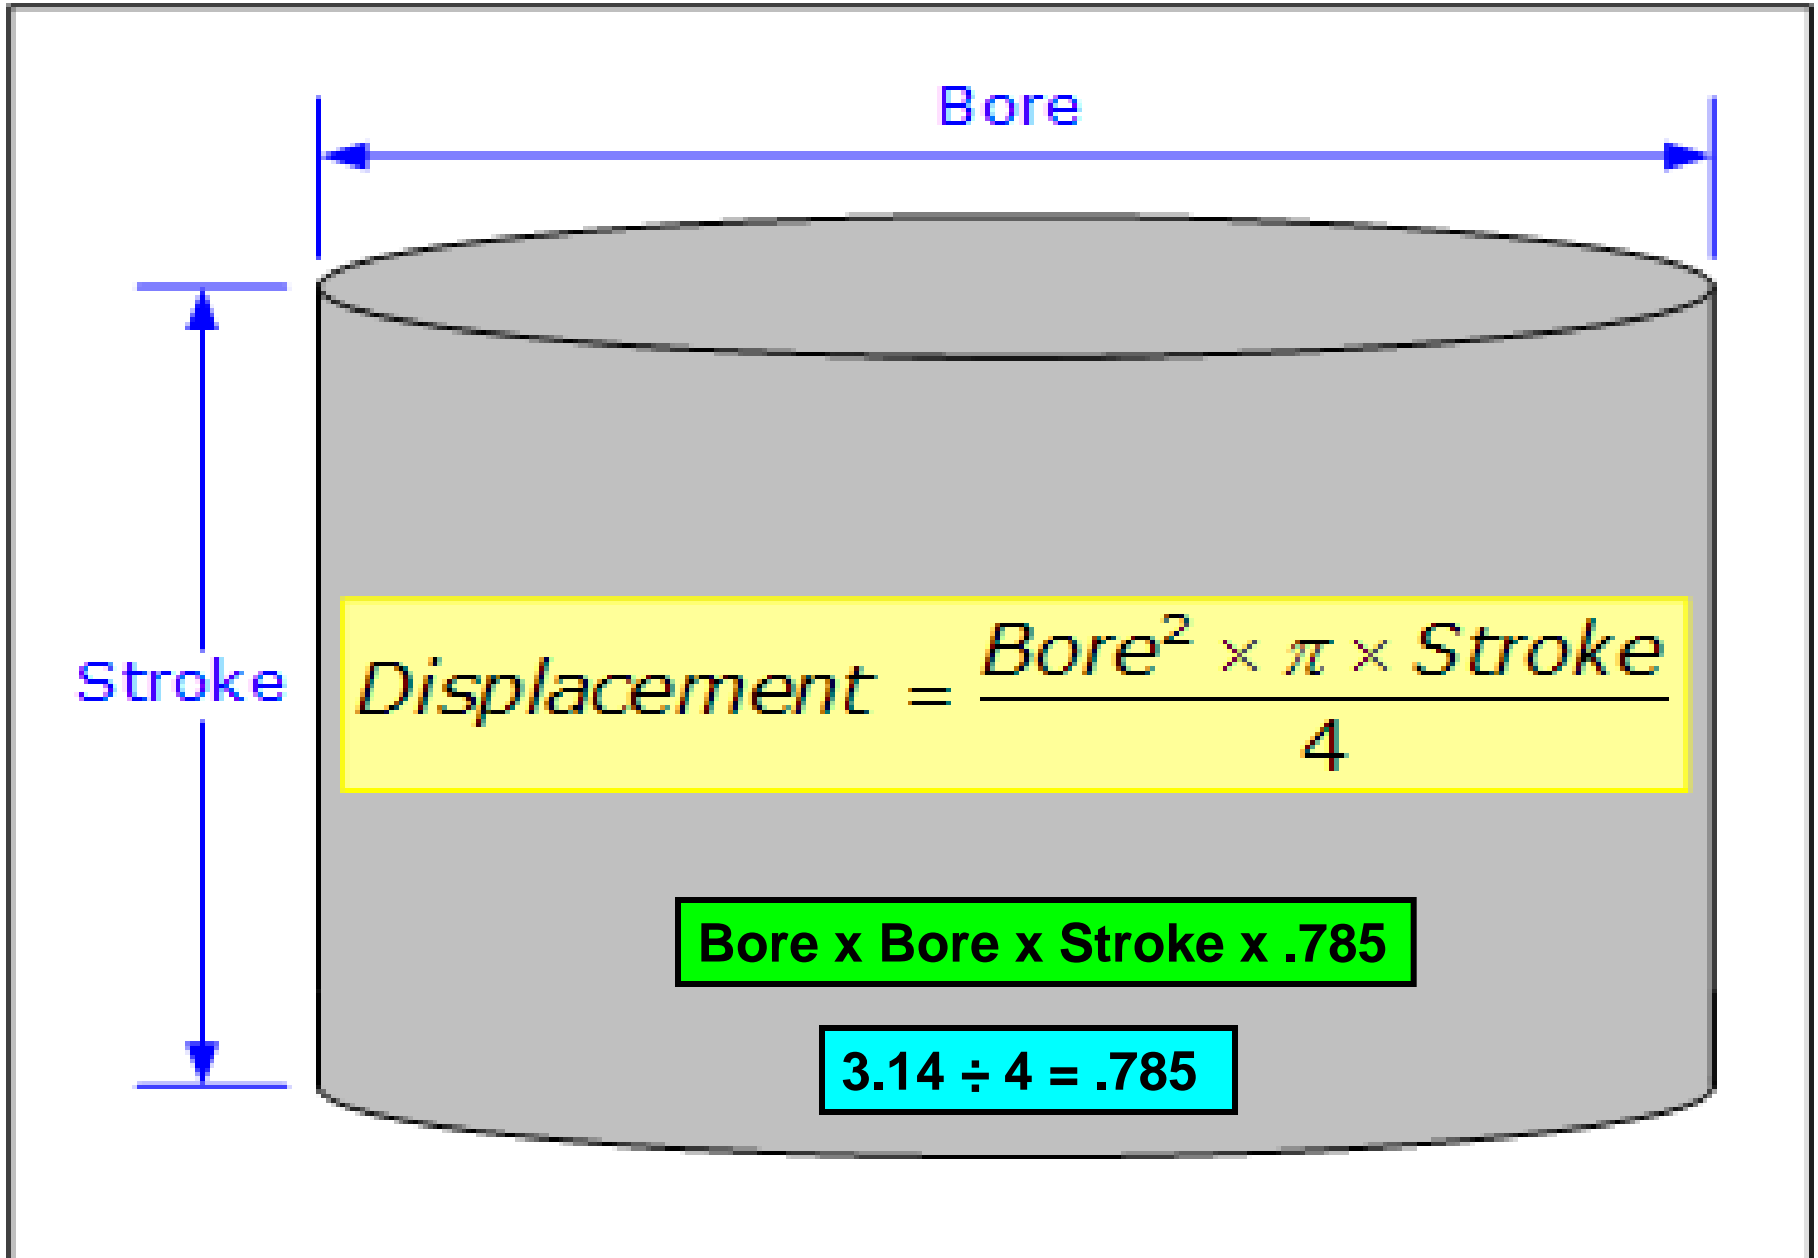 Bore
Stroke
Displacement = Bore² × π × Stroke / 4
Bore x Bore x Stroke x .785
3.14 ÷ 4 = .785